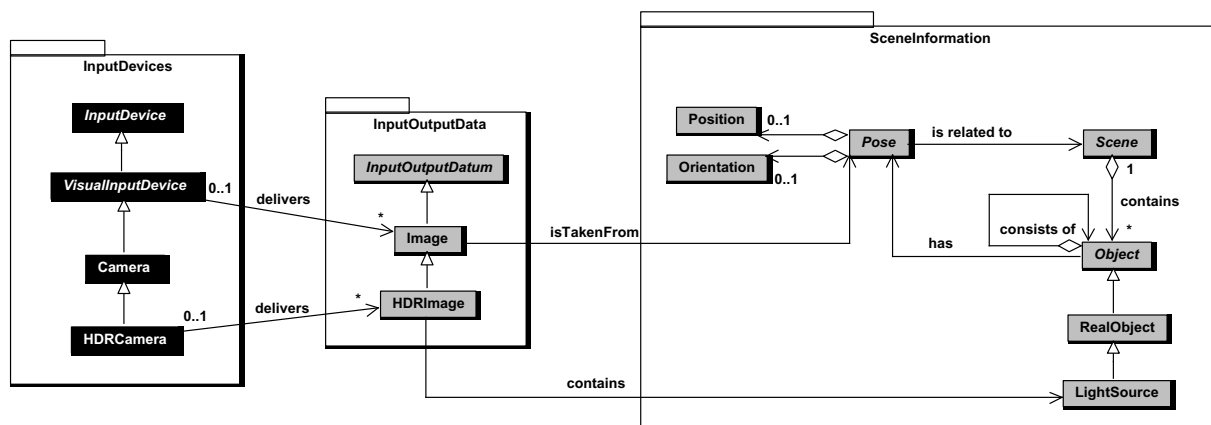 SceneInformation
InputDevices
InputDevice
VisualInputDevice
0..1
Camera
HDRCamera
0..1
delivers
delivers
InputOutputData
InputOutputDatum
*
Image
*
HDRImage
isTakenFrom
contains
Position
0..1
Orientation
0..1
Pose
is related to
Scene
1
contains
consists of
*
has
Object
RealObject
LightSource